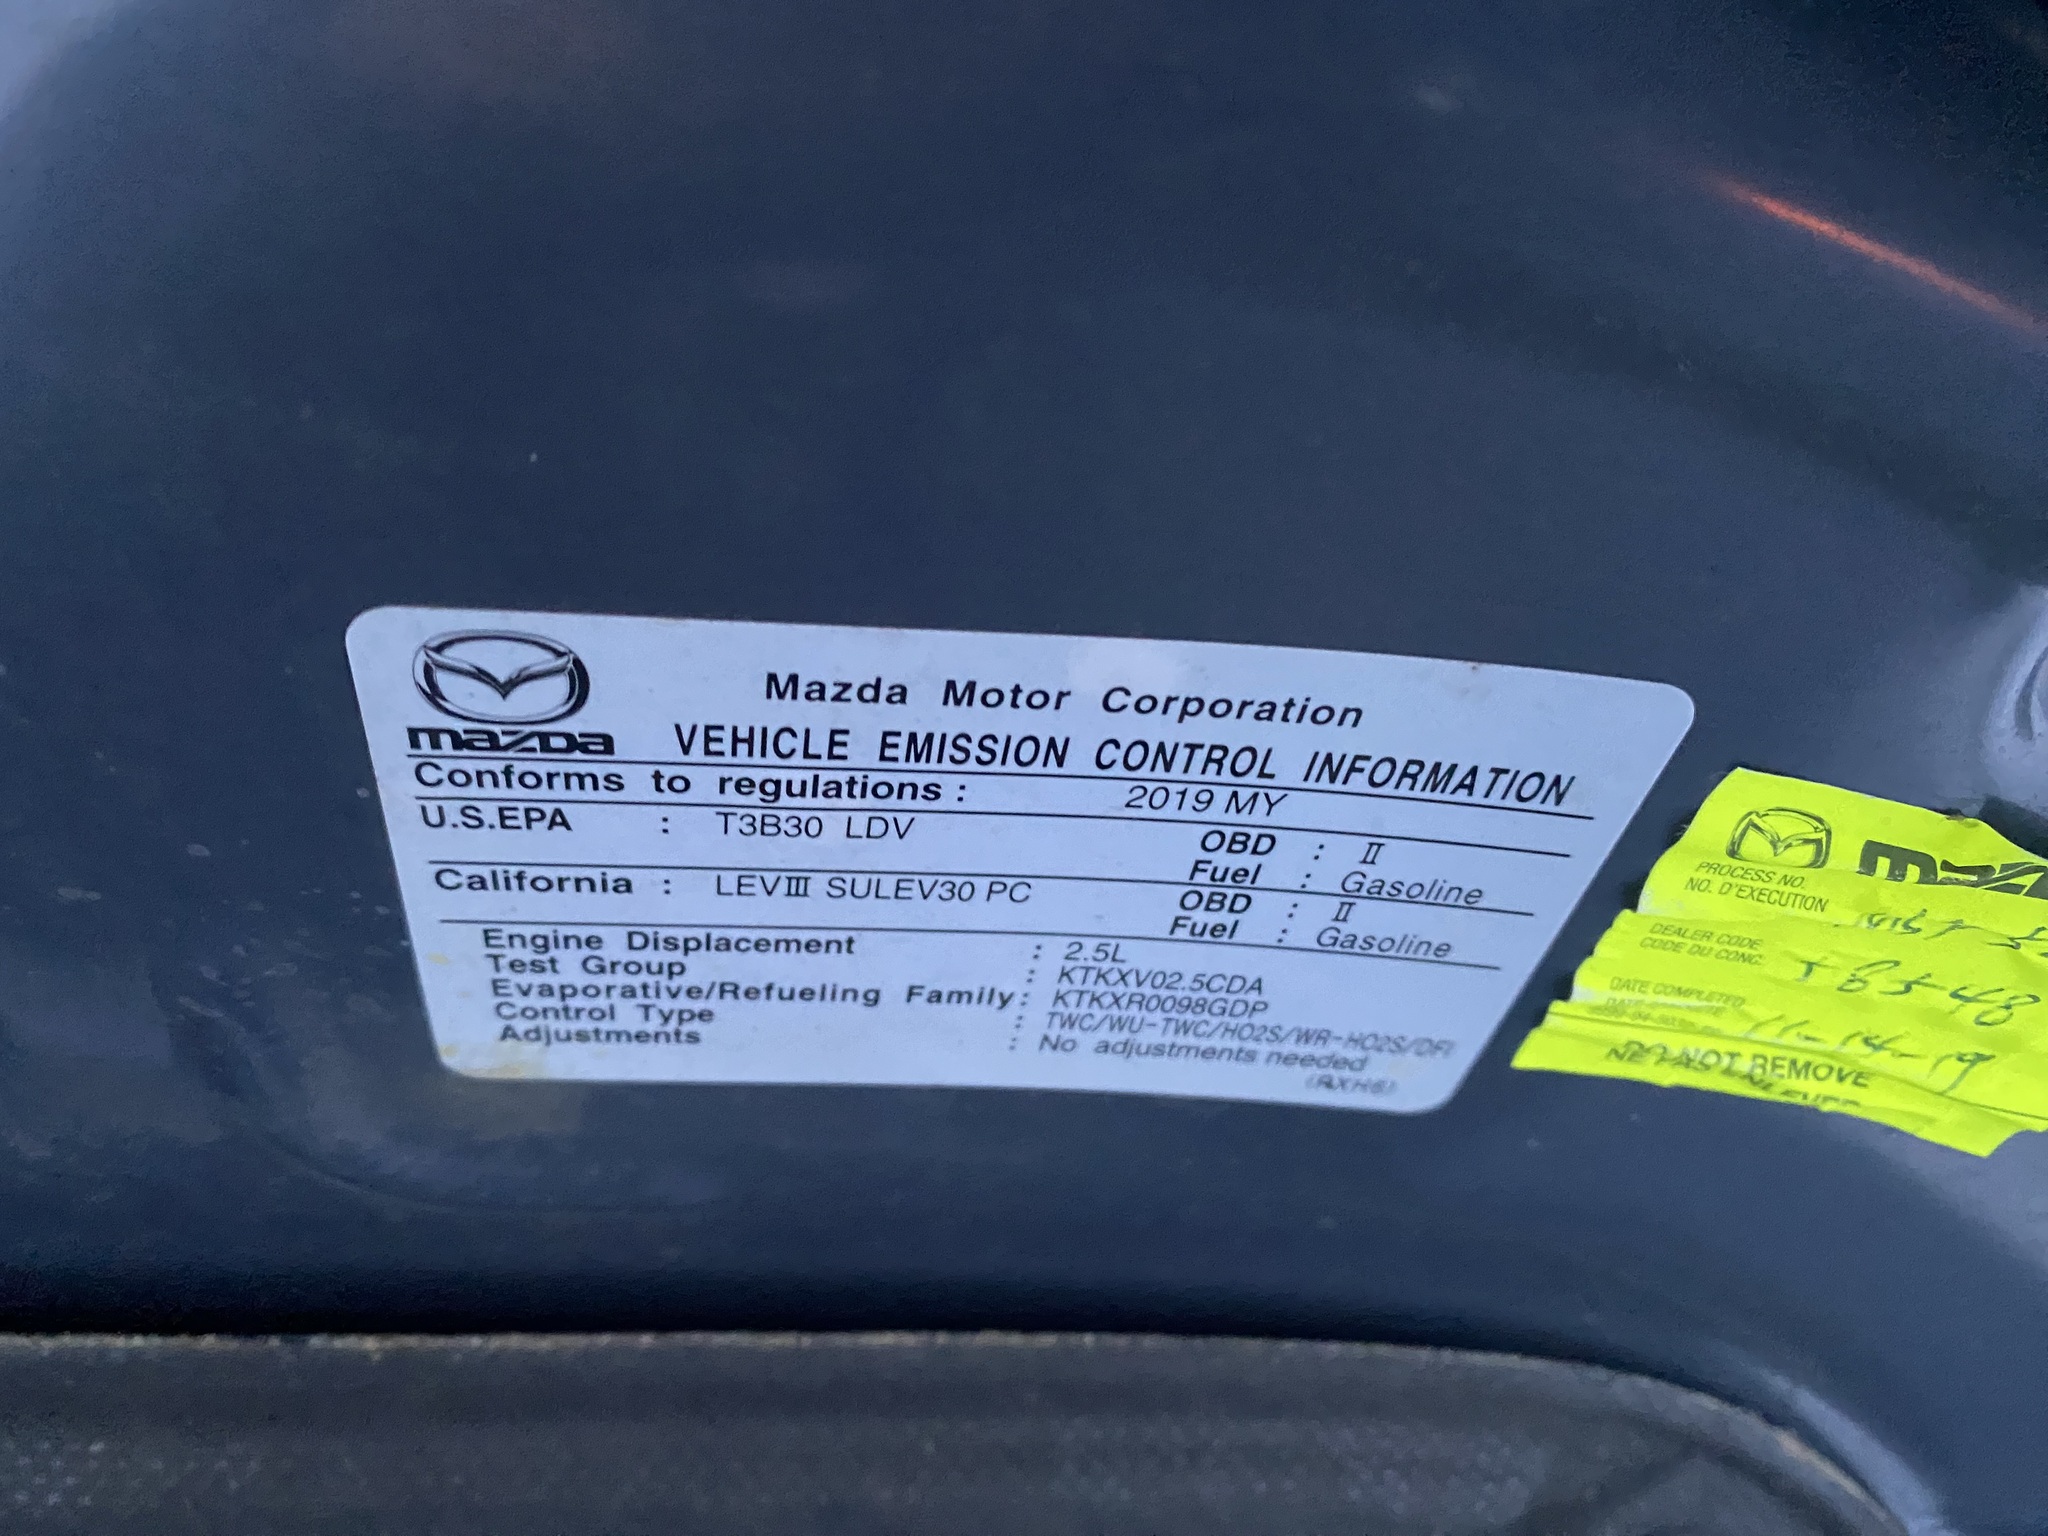 mazda
Mazda Motor Corporation
VEHICLE EMISSION CONTROL INFORMATION
Conforms to regulations : 2019 MY
U.S.EPA : T3B30 LDV OBD : Ⅱ
Fuel : Gasoline
California : LEVⅢ SULEV30 PC OBD : Ⅱ
Fuel : Gasoline
Engine Displacement : 2.5L
Test Group : KTKXV02.5CDA
Evaporative/Refueling Family : KTKXR0098GDP
Control Type : TWC/WU-TWC/HO2S/WR-HO2S/DFI
Adjustments : No adjustments needed
PROCESS NO.
NO. D'EXECUTION
DEALER CODE
CODE DU CONC.
DATE COMPLETED
11-14-19
NOT REMOVE